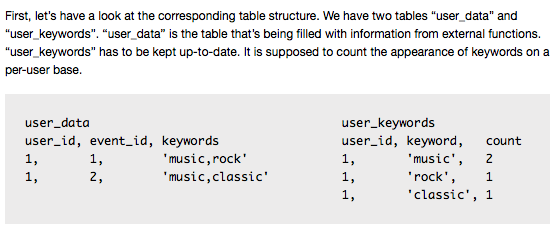 First, let's have a look at the corresponding table structure. We have two tables “user_data” and
“user_keywords”. “user_data” is the table that’s being filled with information from external functions.
“user_keywords” has to be kept up-to-date. It is supposed to count the appearance of keywords on a
per-user base.
user_data
user_id, event_id, keywords
1, 1, 'music,rock'
1, 2, 'music,classic'
user_keywords
user_id, keyword, count
1, 'music', 2
1, 'rock', 1
1, 'classic', 1